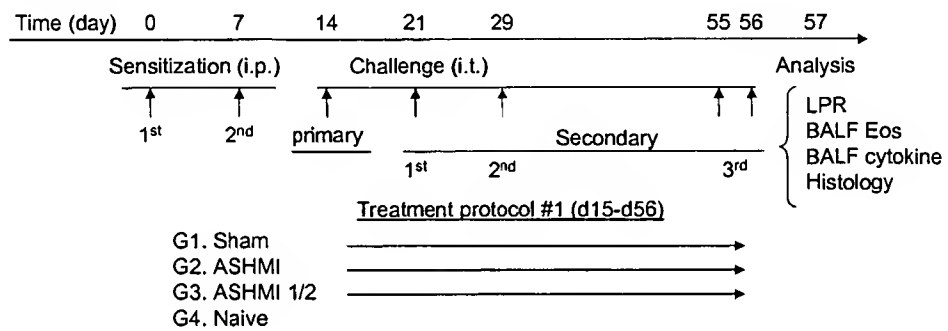 Time (day) 0 7 14 21 29 55 56 57
Sensitization (i.p.) Challenge (i.t.) Analysis
1st 2nd primary Secondary
1st 2nd 3rd
LPR
BALF Eos
BALF cytokine
Histology
Treatment protocol #1 (d15-d56)
G1. Sham
G2. ASHMI
G3. ASHMI 1/2
G4. Naive